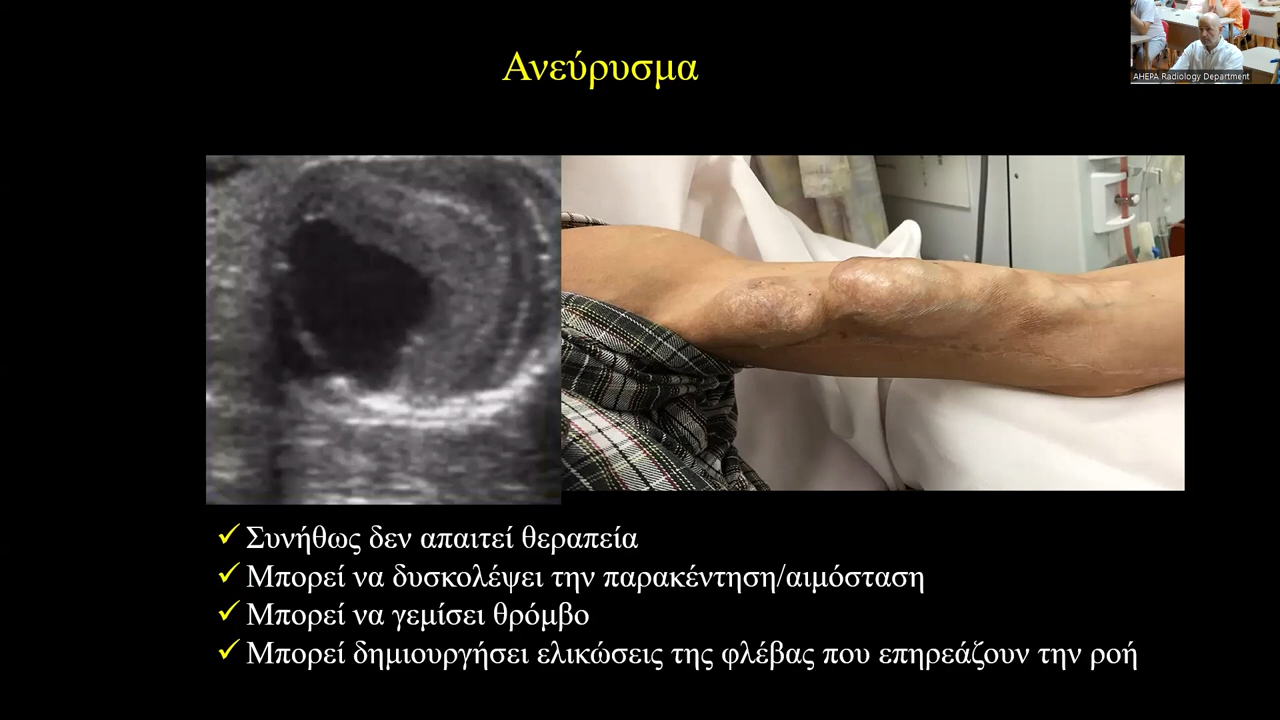 AHEPA Radiology Department
Ανεύρυσμα
Συνήθως δεν απαιτεί θεραπεία
Μπορεί να δυσκολέψει την παρακέντηση/αιμόσταση
Μπορεί να γεμίσει θρόμβο
Μπορεί δημιουργήσει ελικώσεις της φλέβας που επηρεάζουν την ροή